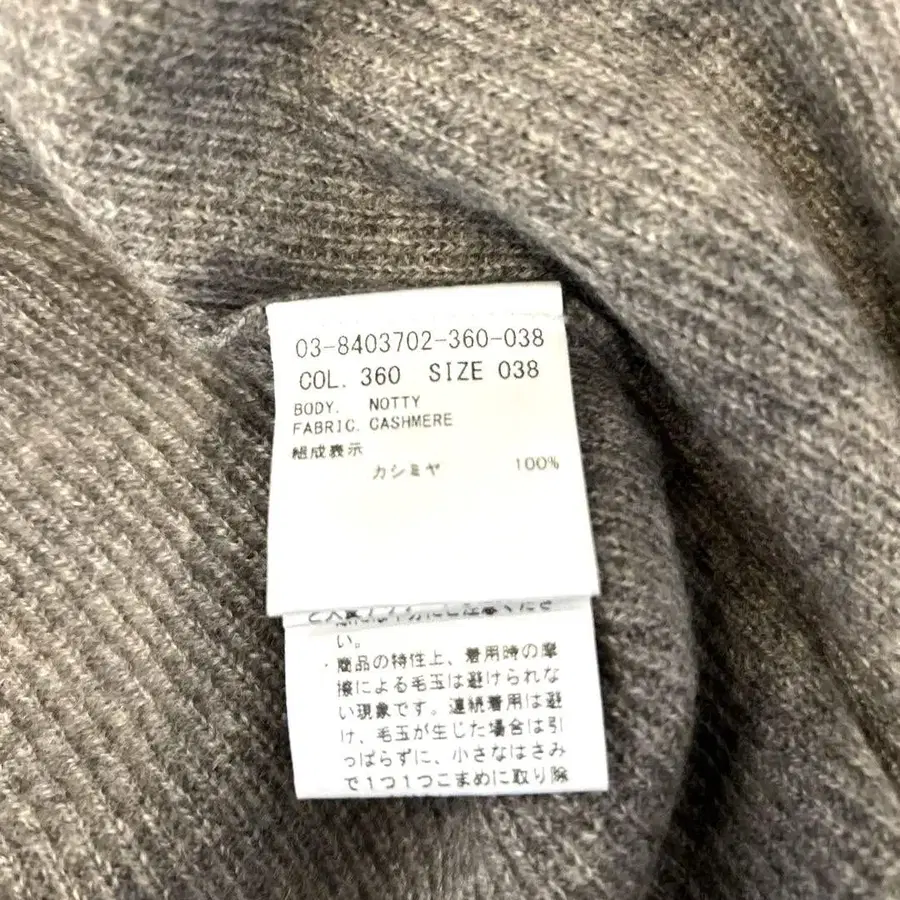 03-8403702-360-038
COL. 360 SIZE 038
BODY. NOTTY
FABRIC. CASHMERE
組成表示
カシミヤ 100%
い。
・商品の特性上、着用時の摩
擦による毛玉は避けられな
い現象です。連続着用は避
け、毛玉が生じた場合は引
っぱらずに、小さなはさみ
で1つ1つこまめに取り除